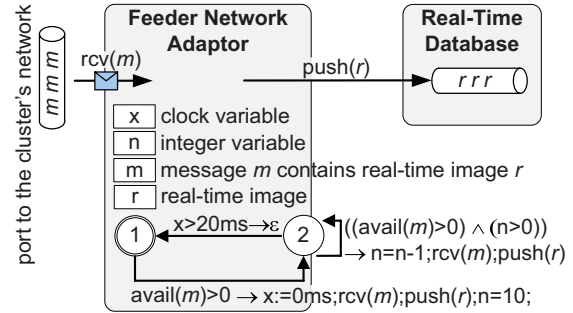 port to the cluster's network
m m m
rcv(m)
Feeder Network
Adaptor
push(r)
Real-Time
Database
r r r
x clock variable
n integer variable
m message m contains real-time image r
r real-time image
1
x>20ms→ε
2
((avail(m)>0) ∧ (n>0))
→ n=n-1;rcv(m);push(r)
avail(m)>0 → x:=0ms;rcv(m);push(r);n=10;